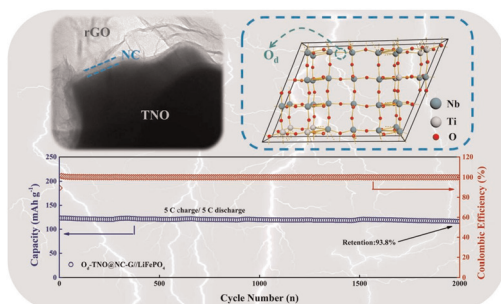 rGO
NC
TNO
Od
Nb
Ti
O
250
200
150
100
50
0
Capacity (mAh g⁻¹)
5 C charge/ 5 C discharge
Retention:93.8%
Od-TNO@NC-G//LiFePO₄
120
100
80
60
40
20
0
Coulombic Efficiency (%)
0
500
1000
1500
2000
Cycle Number (n)